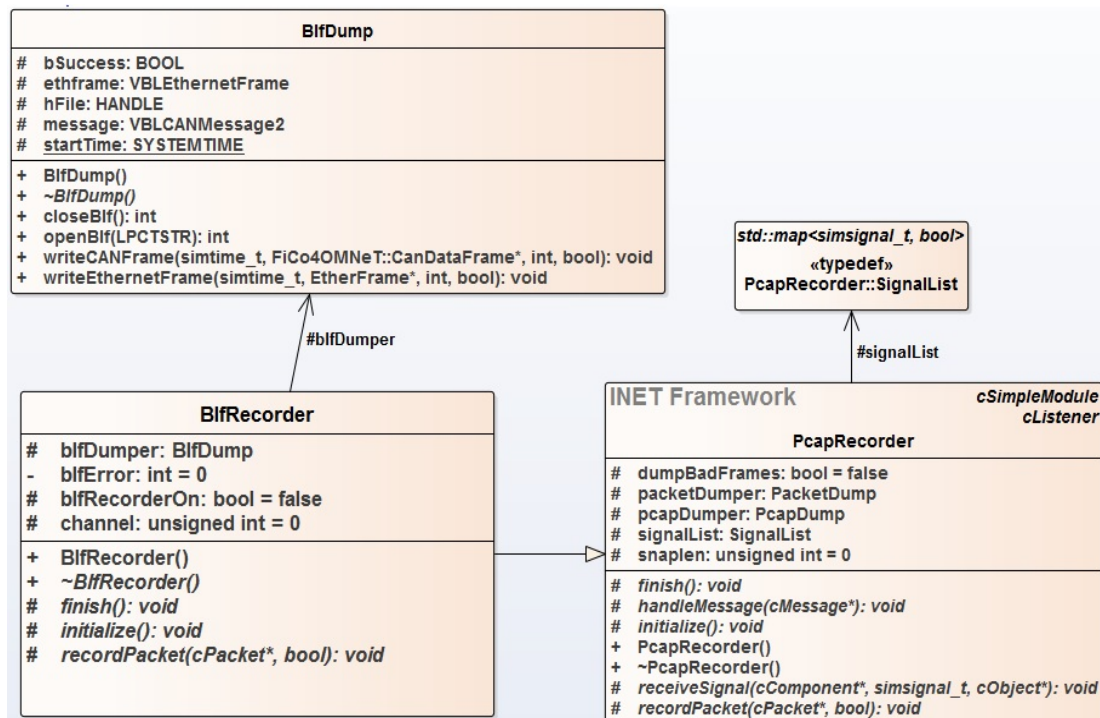 BlfDump
# bSuccess: BOOL
# ethframe: VBLEthernetFrame
# hFile: HANDLE
# message: VBLCANMessage2
# startTime: SYSTEMTIME
+ BlfDump()
+ ~BlfDump()
+ closeBlf(): int
+ openBlf(LPCTSTR): int
+ writeCANFrame(simtime_t, FiCo4OMNeT::CanDataFrame*, int, bool): void
+ writeEthernetFrame(simtime_t, EtherFrame*, int, bool): void
std::map<simsignal_t, bool>
«typedef»
PcapRecorder::SignalList
#blfDumper
#signalList
BlfRecorder
# blfDumper: BlfDump
- blfError: int = 0
# blfRecorderOn: bool = false
# channel: unsigned int = 0
+ BlfRecorder()
+ ~BlfRecorder()
# finish(): void
# initialize(): void
# recordPacket(cPacket*, bool): void
INET Framework
cSimpleModule
cListener
PcapRecorder
# dumpBadFrames: bool = false
# packetDumper: PacketDump
# pcapDumper: PcapDump
# signalList: SignalList
# snaplen: unsigned int = 0
# finish(): void
# handleMessage(cMessage*): void
# initialize(): void
+ PcapRecorder()
+ ~PcapRecorder()
# receiveSignal(cComponent*, simsignal_t, cObject*): void
# recordPacket(cPacket*, bool): void